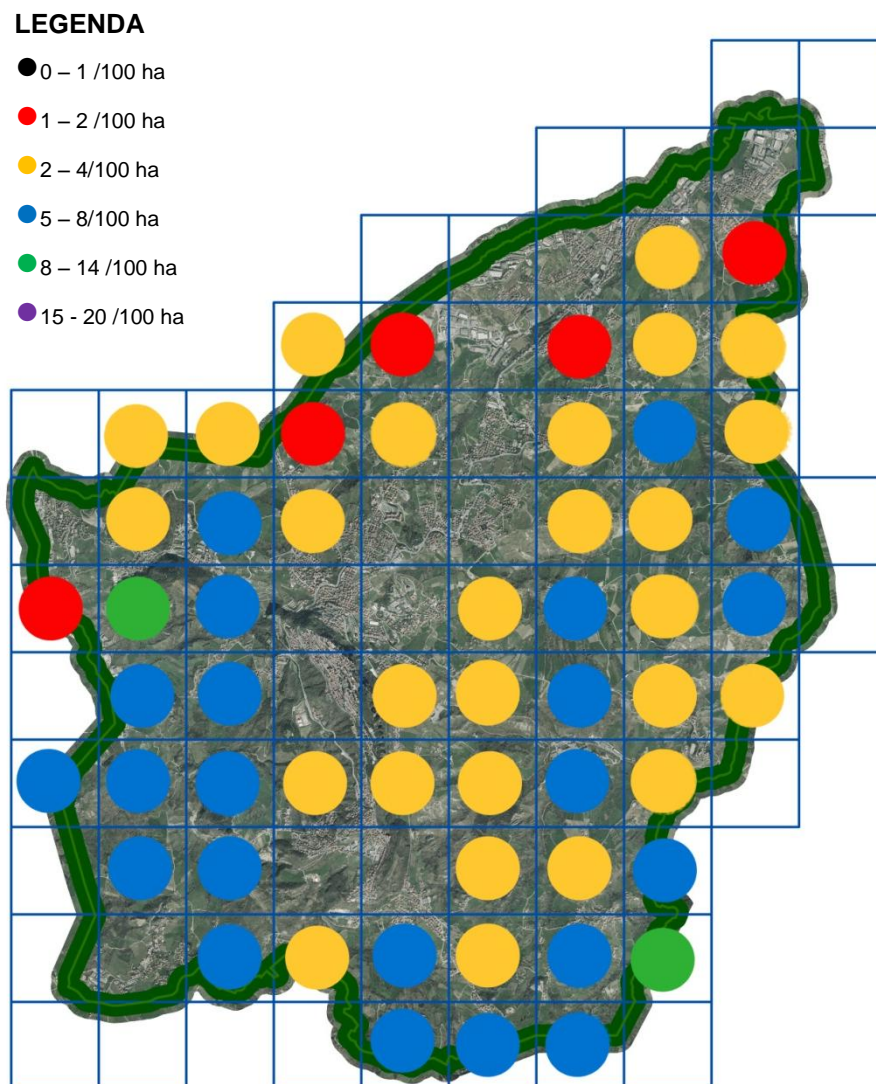 LEGENDA
0 – 1 /100 ha
1 – 2 /100 ha
2 – 4/100 ha
5 – 8/100 ha
8 – 14 /100 ha
15 - 20 /100 ha